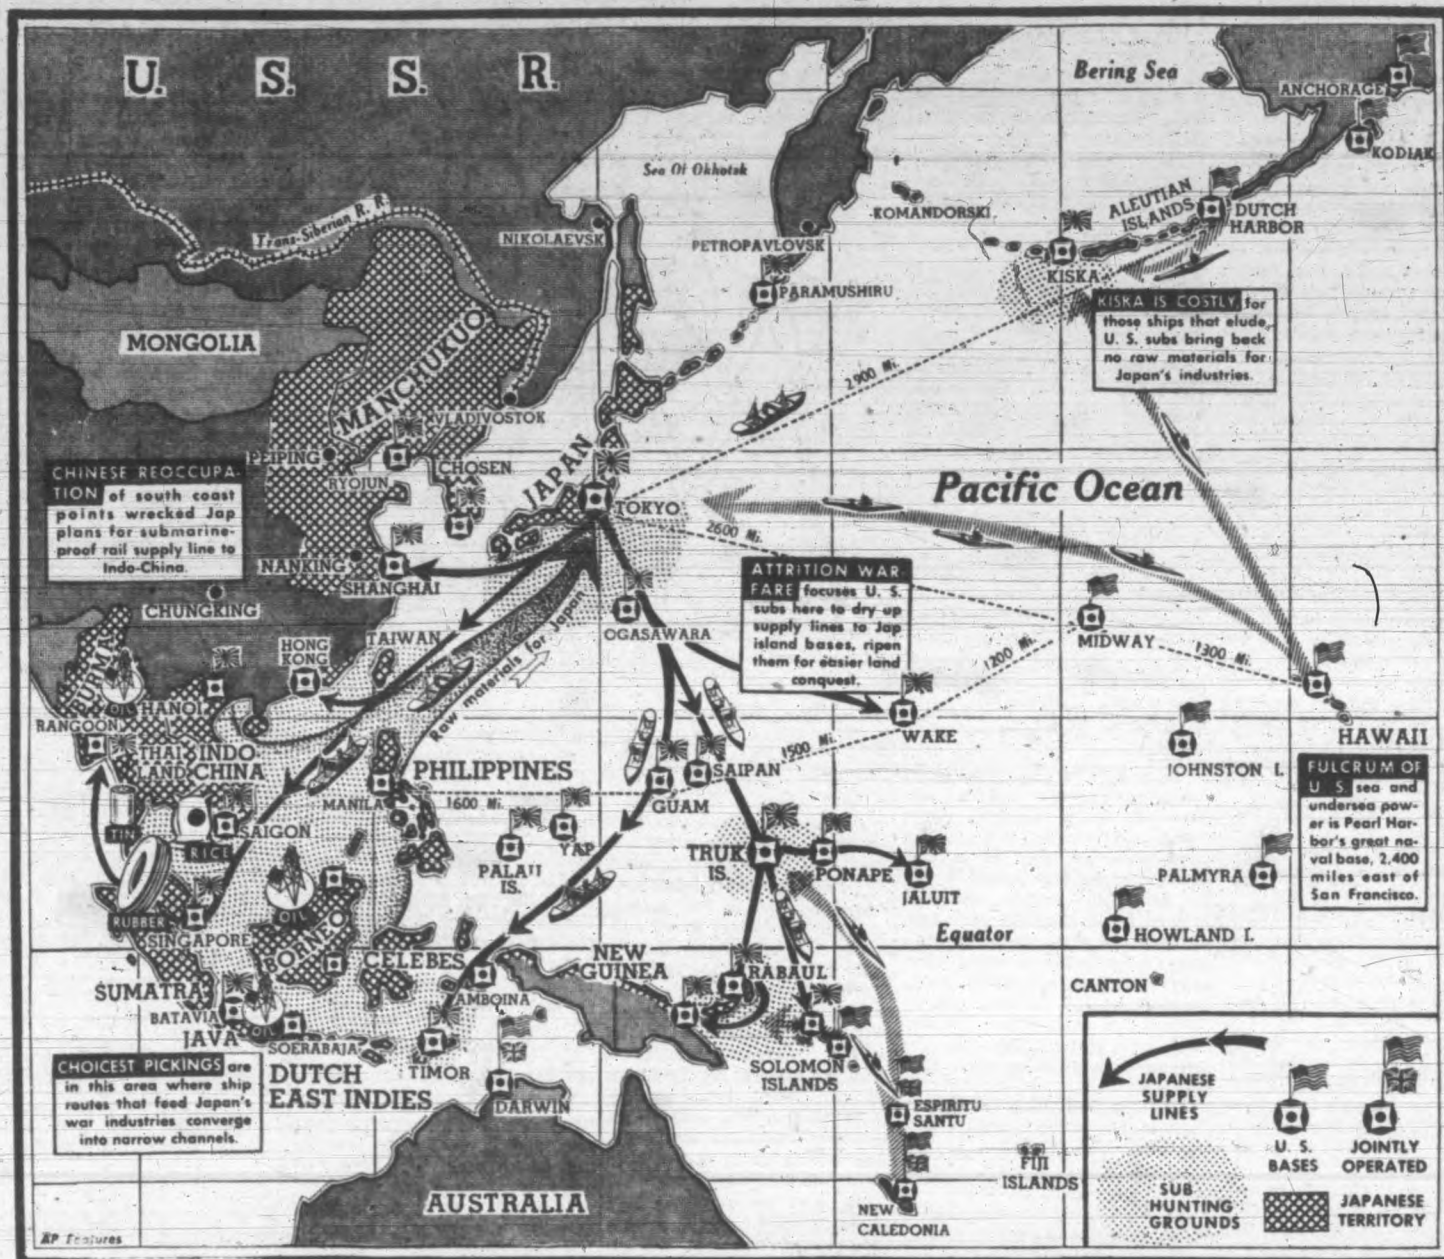 U. S. S. R.
Bering Sea
ANCHORAGE
KODIAK
Sea Of Okhotsk
Trans-Siberian R. R.
NIKOLAEVSK
KOMANDORSKI
ALEUTIAN
ISLANDS
DUTCH
HARBOR
PETROPAVLOVSK
KISKA
PARAMUSHIRU
KISKA IS COSTLY for
those ships that elude
U. S. subs bring back
no raw materials for
Japan's industries.
MONGOLIA
MANCHUKUO
2900 Mi.
VLADIVOSTOK
PEIPING
RYOJUN
CHOSEN
JAPAN
CHINESE REOCCUPA-
TION of south coast
points wrecked Jap
plans for submarine-
proof rail supply line to
Indo-China.
TOKYO
Pacific Ocean
2600 Mi.
NANKING
SHANGHAI
ATTRITION WAR
FARE focuses U. S.
subs here to dry up
supply lines to Jap
island bases, ripen
them for easier land
conquest.
CHUNGKING
OGASAWARA
MIDWAY
1200 Mi.
1300 Mi.
HONG
KONG
TAIWAN
Raw materials for Japan
BURMA
OIL
HANOI
RANGOON
WAKE
HAWAII
THAI
LAND
INDO
CHINA
PHILIPPINES
SAIPAN
1500 Mi.
JOHNSTON I.
MANILA
1600 Mi.
GUAM
FULCRUM OF
U S sea and
undersea pow-
er is Pearl Har-
bor's great na-
val base, 2,400
miles east of
San Francisco.
TIN
RICE
SAIGON
YAP
PALAU
IS.
TRUK
IS.
PONAPE
JALUIT
PALMYRA
RUBBER
OIL
SINGAPORE
BORNEO
CELEBES
NEW
GUINEA
RABAUL
Equator
HOWLAND I.
SUMATRA
AMBOINA
CANTON
BATAVIA
JAVA
OIL
SOERABAJA
TIMOR
SOLOMON
ISLANDS
CHOICEST PICKINGS are
in this area where ship
routes that feed Japan's
war industries converge
into narrow channels.
DUTCH
EAST INDIES
DARWIN
ESPIRITU
SANTU
FIJI
ISLANDS
AUSTRALIA
NEW
CALEDONIA
JAPANESE
SUPPLY
LINES
U. S.
BASES
JOINTLY
OPERATED
SUB
HUNTING
GROUNDS
JAPANESE
TERRITORY
AP Features